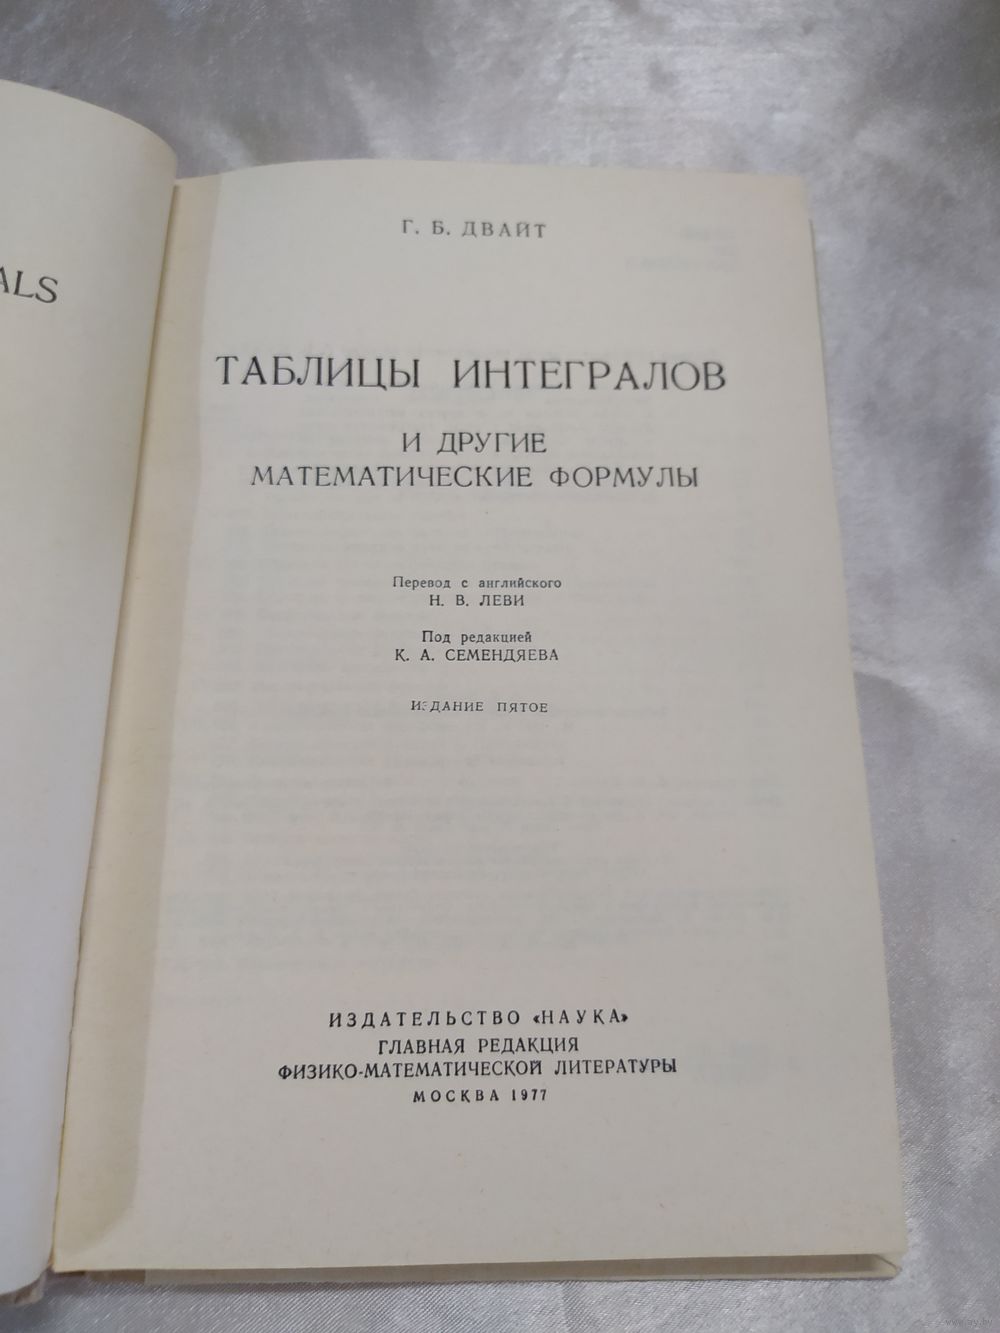 ALS
Г. Б. ДВАЙТ
ТАБЛИЦЫ ИНТЕГРАЛОВ
И ДРУГИЕ
МАТЕМАТИЧЕСКИЕ ФОРМУЛЫ
Перевод с английского
Н. В. ЛЕВИ
Под редакцией
К. А. СЕМЕНДЯЕВА
ИЗДАНИЕ ПЯТОЕ
ИЗДАТЕЛЬСТВО «НАУКА»
ГЛАВНАЯ РЕДАКЦИЯ
ФИЗИКО-МАТЕМАТИЧЕСКОЙ ЛИТЕРАТУРЫ
МОСКВА 1977